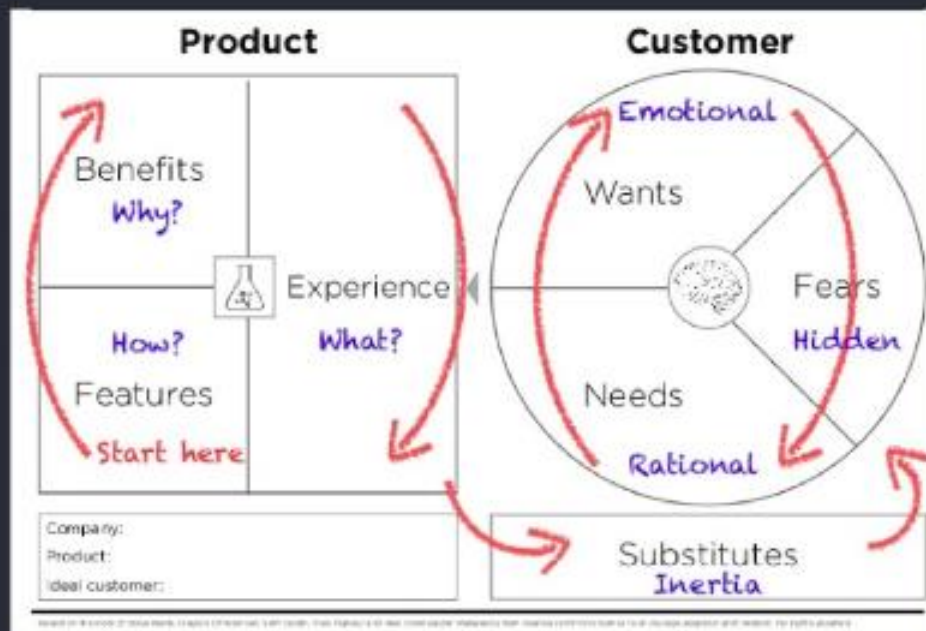 Product
Customer
Benefits
Why?
Experience
What?
How?
Features
Start here
Emotional
Wants
Fears
Hidden
Needs
Rational
Company:
Product:
Ideal customer:
Substitutes
Inertia